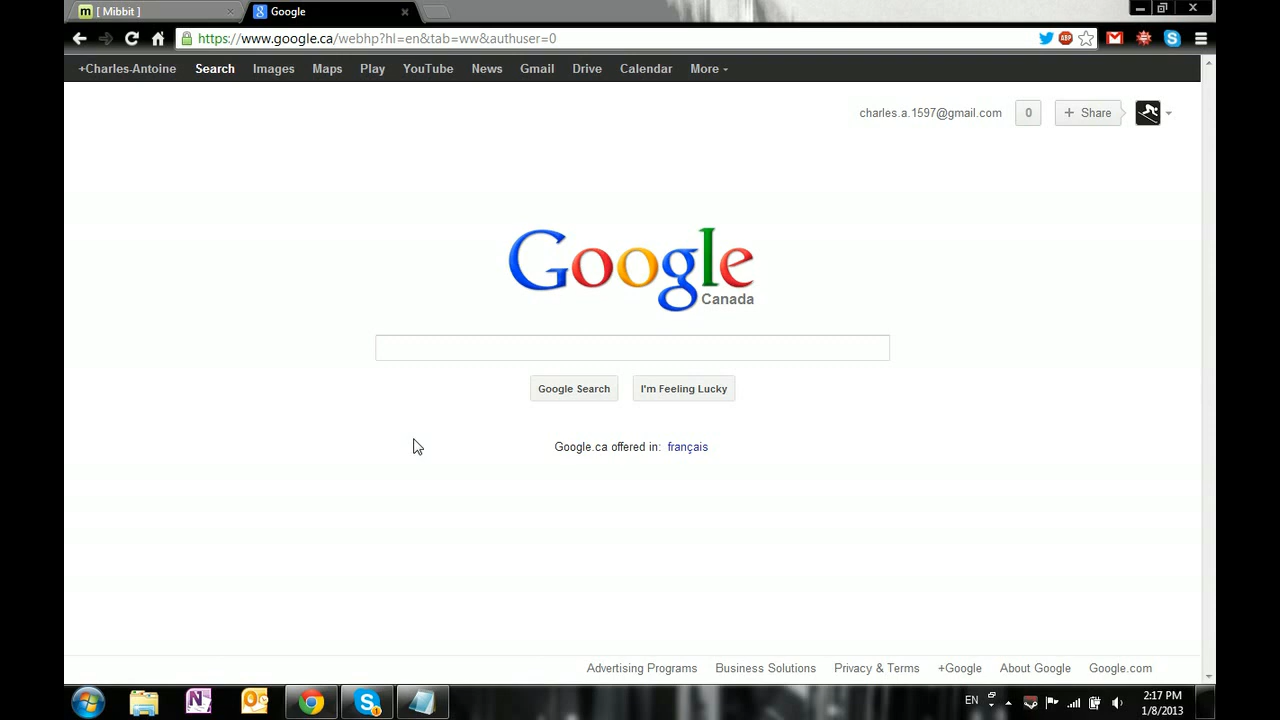 [ Mibbit ]
Google
https://www.google.ca/webhp?hl=en&tab=ww&authuser=0
ABP
+Charles-Antoine Search Images Maps Play YouTube News Gmail Drive Calendar More
charles.a.1597@gmail.com 0 + Share
Google
Canada
Google Search I'm Feeling Lucky
Google.ca offered in: français
Advertising Programs Business Solutions Privacy & Terms +Google About Google Google.com
EN
2:17 PM
1/8/2013